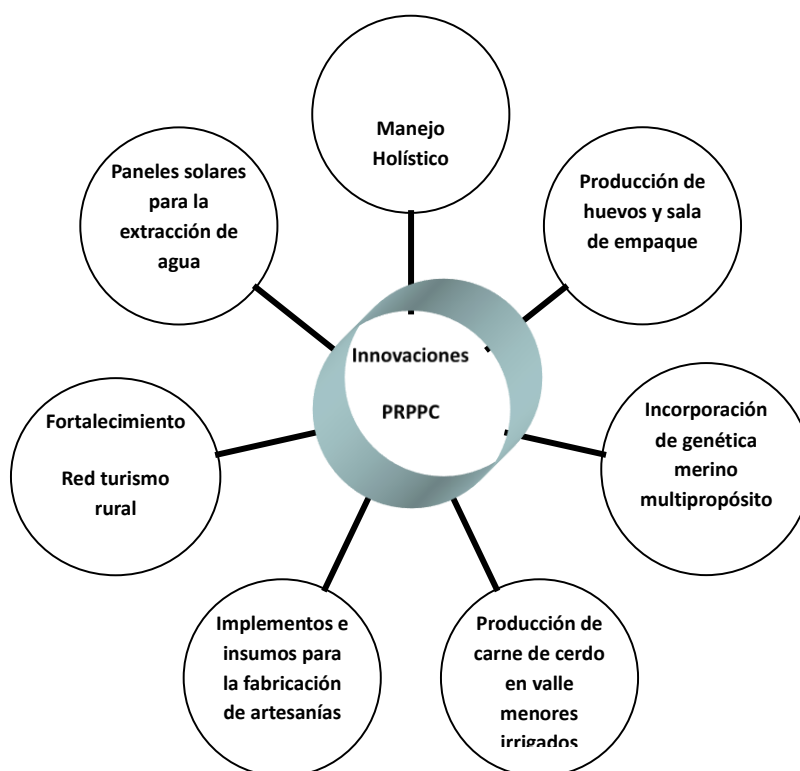 Manejo
Holístico
Paneles solares
para la
extracción de
agua
Producción de
huevos y sala
de empaque
Innovaciones
PRPPC
Fortalecimiento
Red turismo
rural
Incorporación
de genética
merino
multipropósito
Implementos e
insumos para
la fabricación
de artesanías
Producción de
carne de cerdo
en valle
menores
irrigados